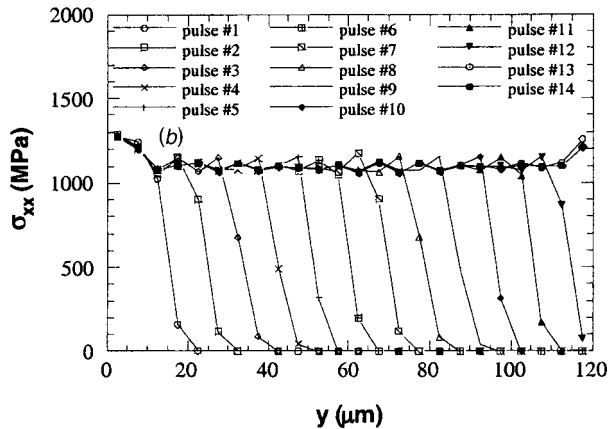 2000
1500
1000
500
0
σxx (MPa)
pulse #1
pulse #2
pulse #3
pulse #4
pulse #5
pulse #6
pulse #7
pulse #8
pulse #9
pulse #10
pulse #11
pulse #12
pulse #13
pulse #14
(b)
0 20 40 60 80 100 120
y (μm)